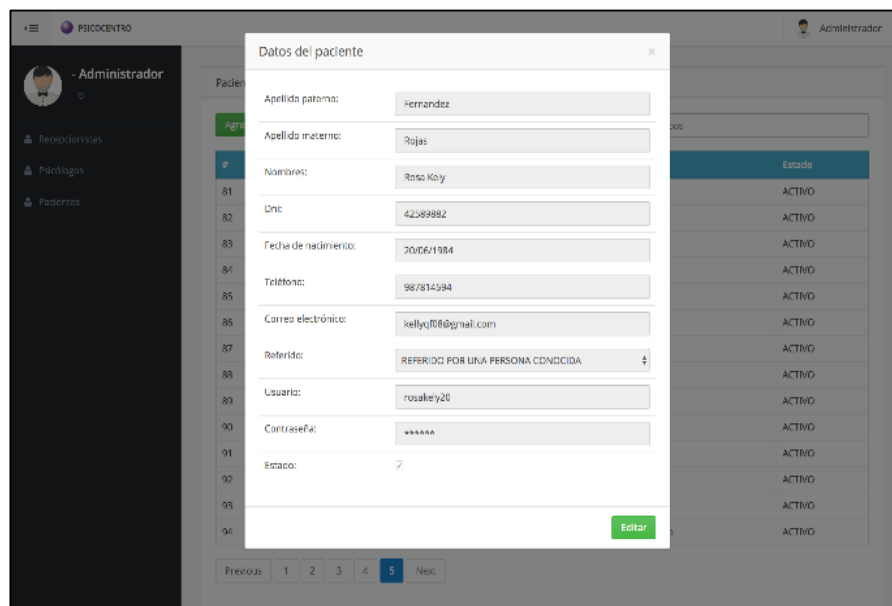 PSICOCENTRO
Administrador
- Administrador
Recepcionistas
Psicólogos
Pacientes
Pacien
Agre
Datos del paciente
×
Apellido paterno: Fernandez
Apellido materno: Rojas
Nombres: Rosa Kely
Dni: 42589882
Fecha de nacimiento: 20/06/1984
Teléfono: 987814594
Correo electrónico: kellyqf08@gmail.com
Referido: REFERIDO POR UNA PERSONA CONOCIDA
Usuario: rosakely20
Contraseña: ******
Estado:
Editar
# Estado
81 ACTIVO
82 ACTIVO
83 ACTIVO
84 ACTIVO
85 ACTIVO
86 ACTIVO
87 ACTIVO
88 ACTIVO
89 ACTIVO
90 ACTIVO
91 ACTIVO
92 ACTIVO
93 ACTIVO
94 ACTIVO
Previous 1 2 3 4 5 Next